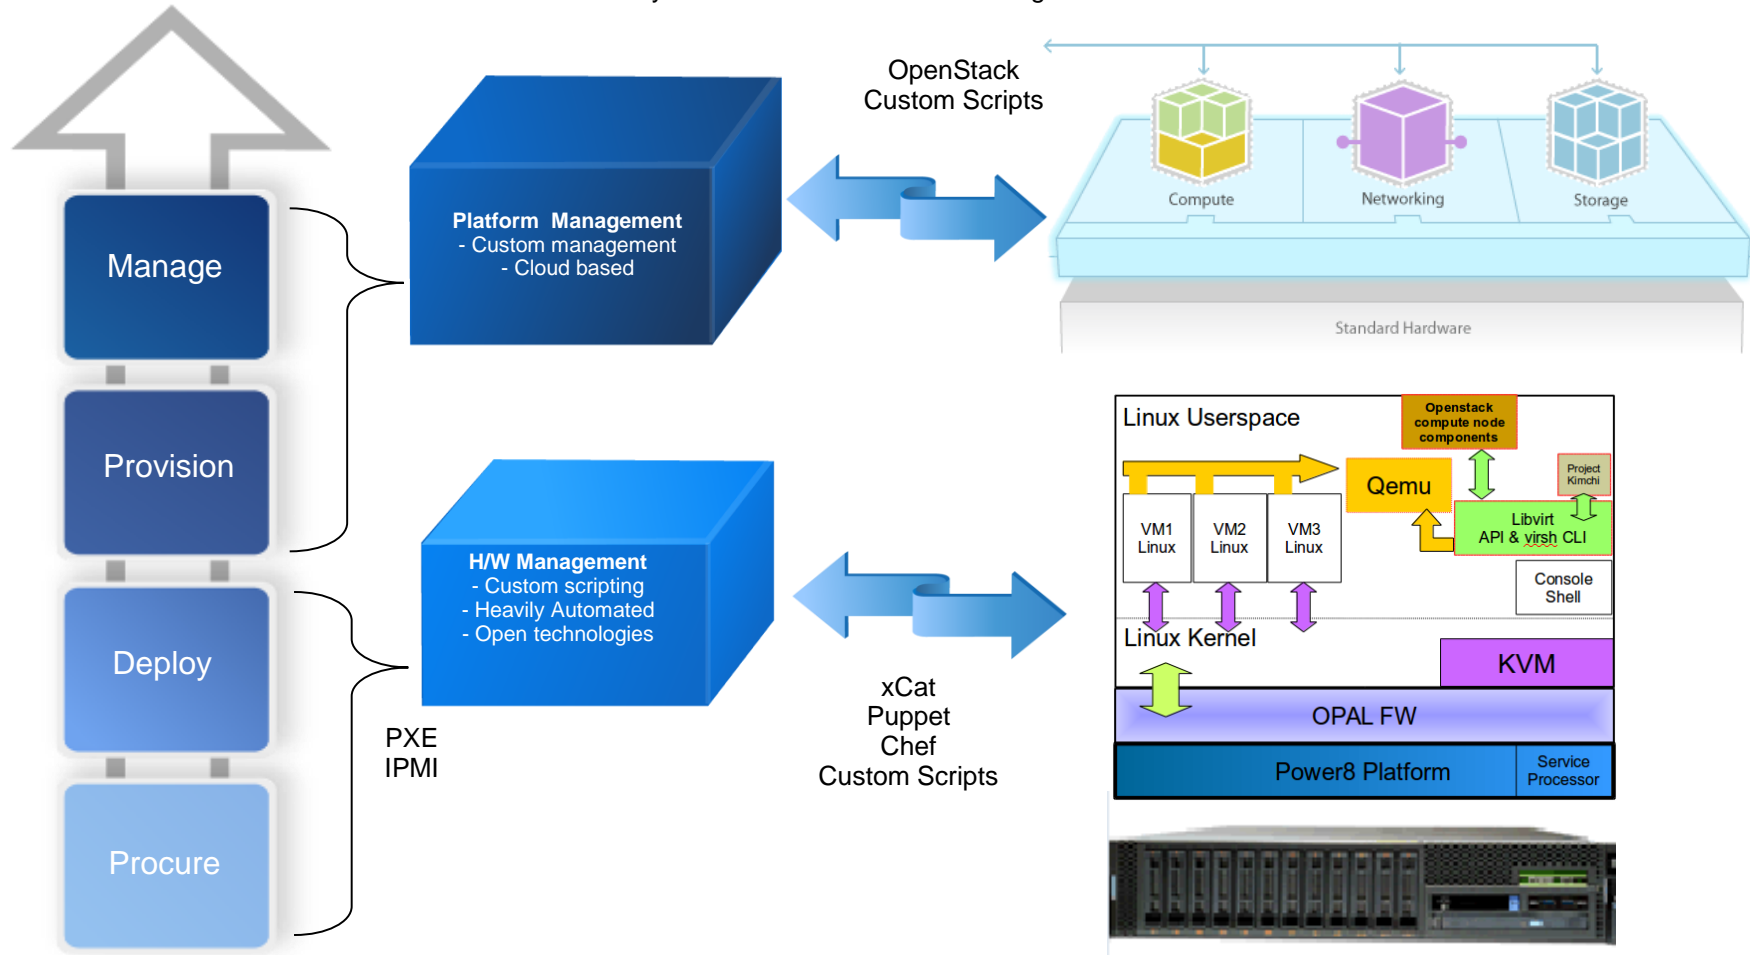 OpenStack
Custom Scripts
Compute
Networking
Storage
Standard Hardware
Platform  Management
- Custom management
- Cloud based
Manage
Provision
Deploy
Procure
H/W Management
- Custom scripting
- Heavily Automated
- Open technologies
PXE
IPMI
xCat
Puppet
Chef
Custom Scripts
Linux Userspace
Openstack
compute node
components
Project
Kimchi
Qemu
Libvirt
API & virsh CLI
VM1
Linux
VM2
Linux
VM3
Linux
Console
Shell
Linux Kernel
KVM
OPAL FW
Power8 Platform
Service
Processor